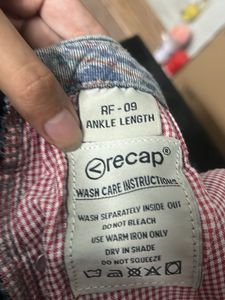 RF-09
ANKLE LENGTH
recap®
WASH CARE INSTRUCTIONS
WASH SEPARATELY INSIDE OUT
DO NOT BLEACH
USE WARM IRON ONLY
DRY IN SHADE
DO NOT SQUEEZE